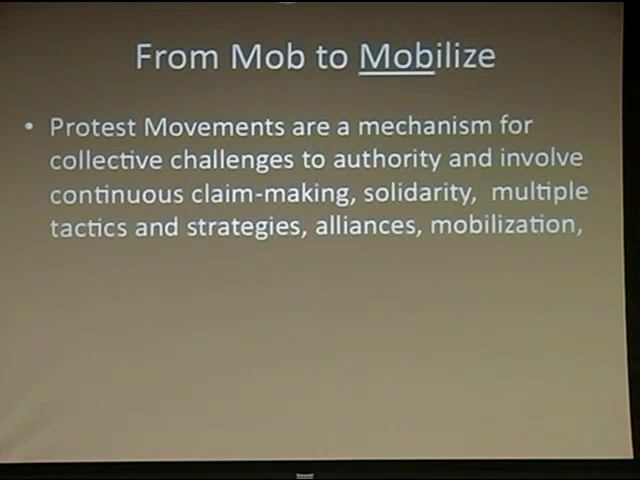 From Mob to Mobilize
• Protest Movements are a mechanism for
collective challenges to authority and involve
continuous claim-making, solidarity, multiple
tactics and strategies, alliances, mobilization,